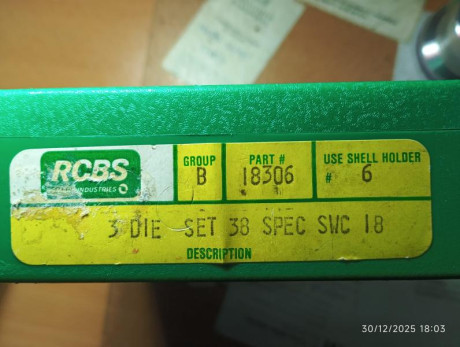 RCBS
INDUSTRIES
GROUP
B
PART #
18306
USE SHELL HOLDER
# 6
3 DIE SET 38 SPEC SWC 18
DESCRIPTION
30/12/2025 18:03